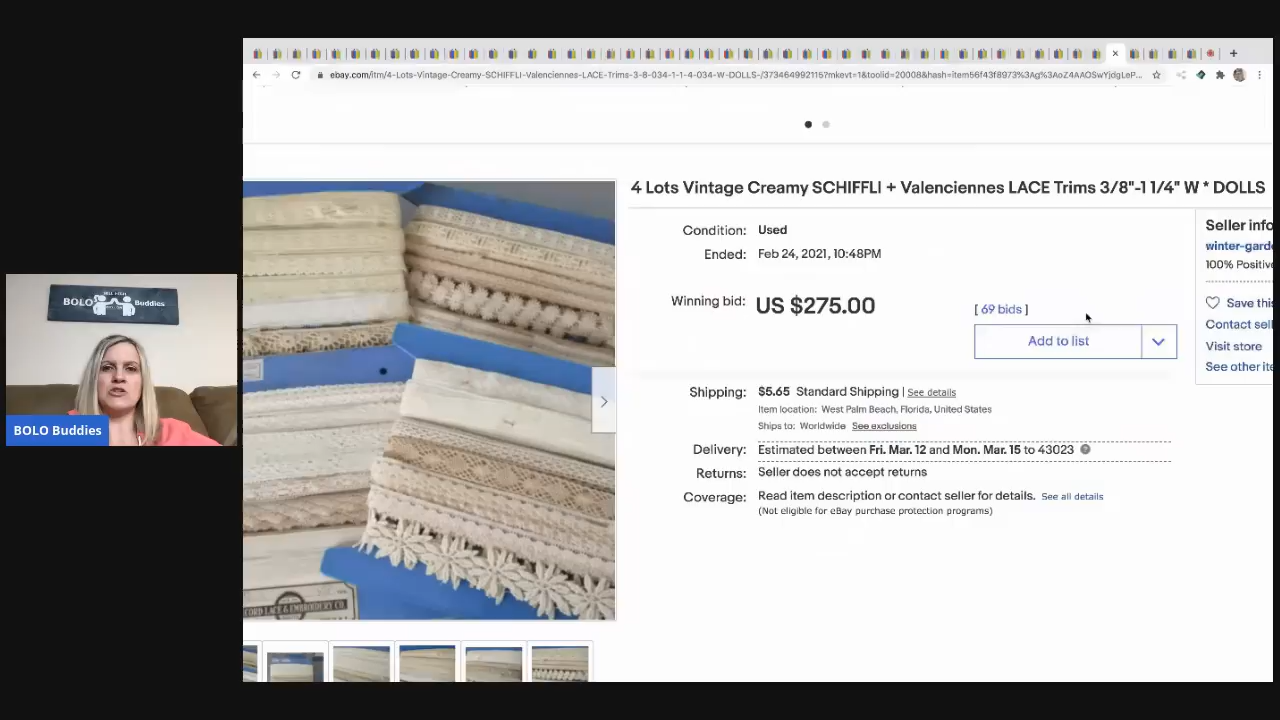 ebay.com/itm/4-Lots-Vintage-Creamy-SCHIFFLI-Valenciennes-LACE-Trims-3-8-034-1-1-4-034-W-DOLLS-/373464992115?mkevt=1&toolid=20008&hash=item56f43f8973%3Ag%3AoZ4AAOSwYjdgLeP...
4 Lots Vintage Creamy SCHIFFLI + Valenciennes LACE Trims 3/8"-1 1/4" W * DOLLS
Condition: Used
Ended: Feb 24, 2021, 10:48PM
Winning bid: US $275.00 [ 69 bids ]
Add to list
Shipping: $5.65 Standard Shipping | See details
Item location: West Palm Beach, Florida, United States
Ships to: Worldwide See exclusions
Delivery: Estimated between Fri. Mar. 12 and Mon. Mar. 15 to 43023
Returns: Seller does not accept returns
Coverage: Read item description or contact seller for details. See all details
(Not eligible for eBay purchase protection programs)
Seller info
winter-garde
100% Positive
Save this
Contact sell
Visit store
See other ite
CORD LACE & EMBROIDERY CO.
BOLO Buddies
BOLO Buddies